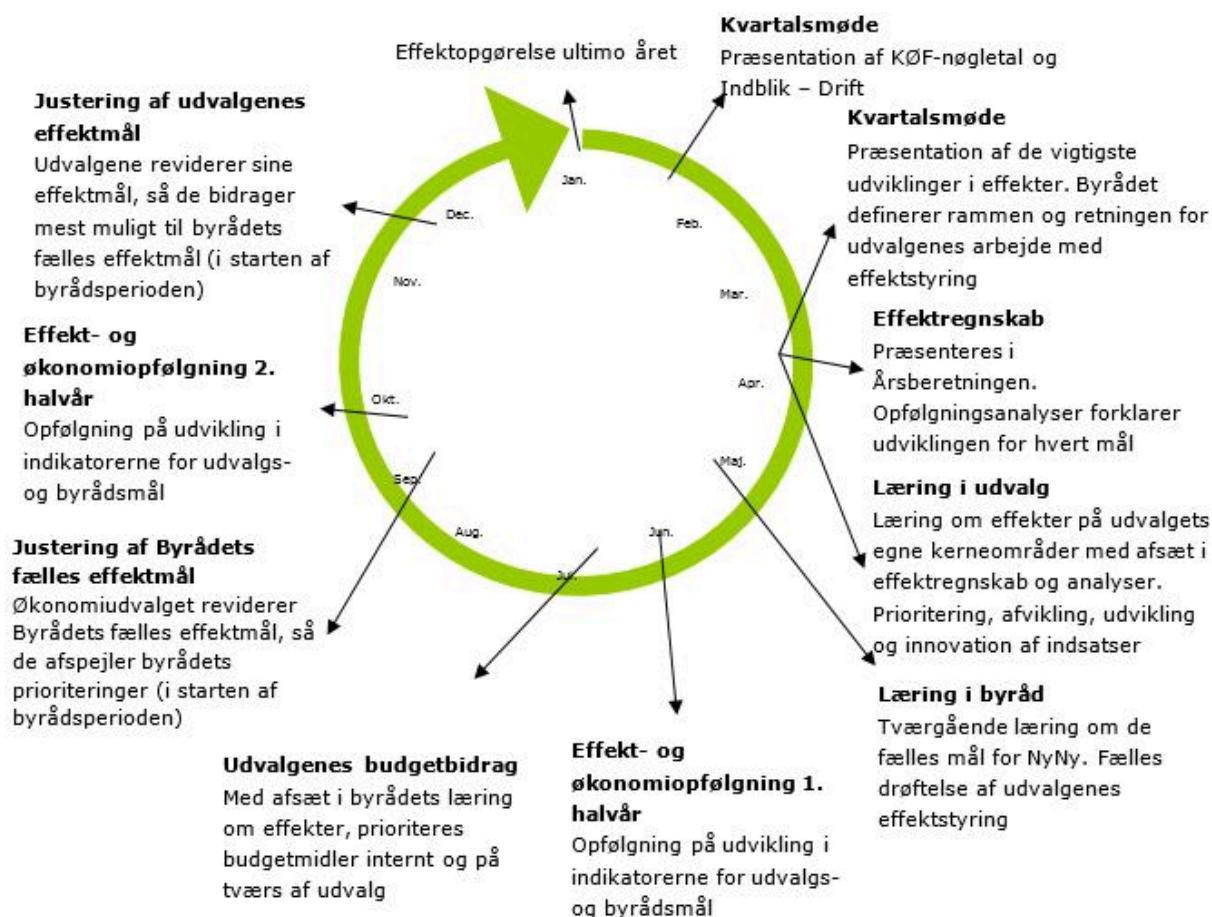 Effektopgørelse ultimo året
Kvartalsmøde
Præsentation af KØF-nøgletal og
Indblik – Drift
Kvartalsmøde
Præsentation af de vigtigste
udviklinger i effekter. Byrådet
definerer rammen og retningen for
udvalgenes arbejde med
effektstyring
Effektregnskab
Præsenteres i
Årsberetningen.
Opfølgningsanalyser forklarer
udviklingen for hvert mål
Læring i udvalg
Læring om effekter på udvalgets
egne kerneområder med afsæt i
effektregnskab og analyser.
Prioritering, afvikling, udvikling
og innovation af indsatser
Læring i byråd
Tværgående læring om de
fælles mål for NyNy. Fælles
drøftelse af udvalgenes
effektstyring
Effekt- og
økonomiopfølgning 1.
halvår
Opfølgning på udvikling i
indikatorerne for udvalgs-
og byrådsmål
Udvalgenes budgetbidrag
Med afsæt i byrådets læring
om effekter, prioriteres
budgetmidler internt og på
tværs af udvalg
Justering af Byrådets
fælles effektmål
Økonomiudvalget reviderer
Byrådets fælles effektmål, så
de afspejler byrådets
prioriteringer (i starten af
byrådsperioden)
Effekt- og
økonomiopfølgning 2.
halvår
Opfølgning på udvikling i
indikatorerne for udvalgs-
og byrådsmål
Justering af udvalgenes
effektmål
Udvalgene reviderer sine
effektmål, så de bidrager
mest muligt til byrådets
fælles effektmål (i starten af
byrådsperioden)
Jan.
Feb.
Mar.
Apr.
Maj.
Jun.
Jul.
Aug.
Sep.
Okt.
Nov.
Dec.